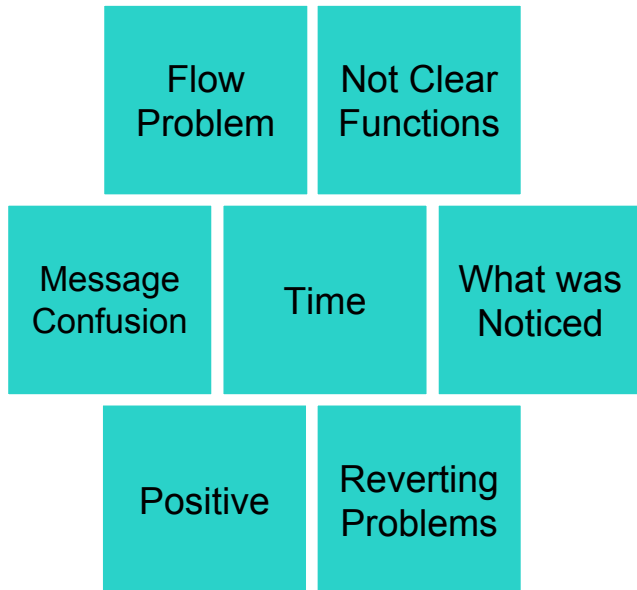 Flow
Problem
Not Clear
Functions
Message
Confusion
Time
What was
Noticed
Positive
Reverting
Problems